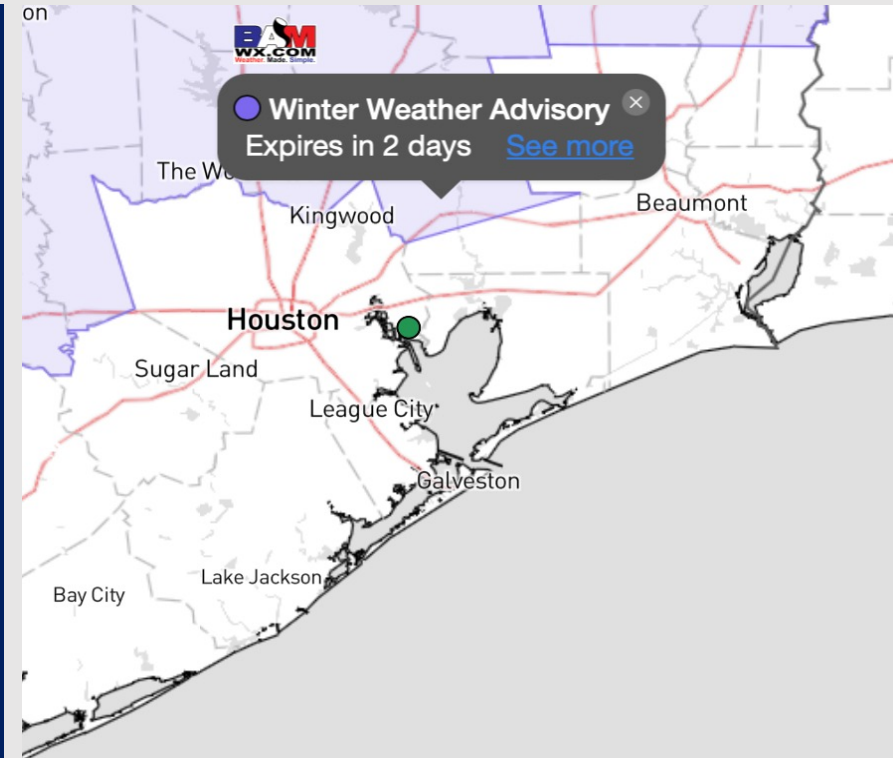 on
BAM
WX.COM
Weather. Made. Simple.
Winter Weather Advisory
Expires in 2 days See more
The Wo
Kingwood
Beaumont
Houston
Sugar Land
League City
Galveston
Lake Jackson
Bay City